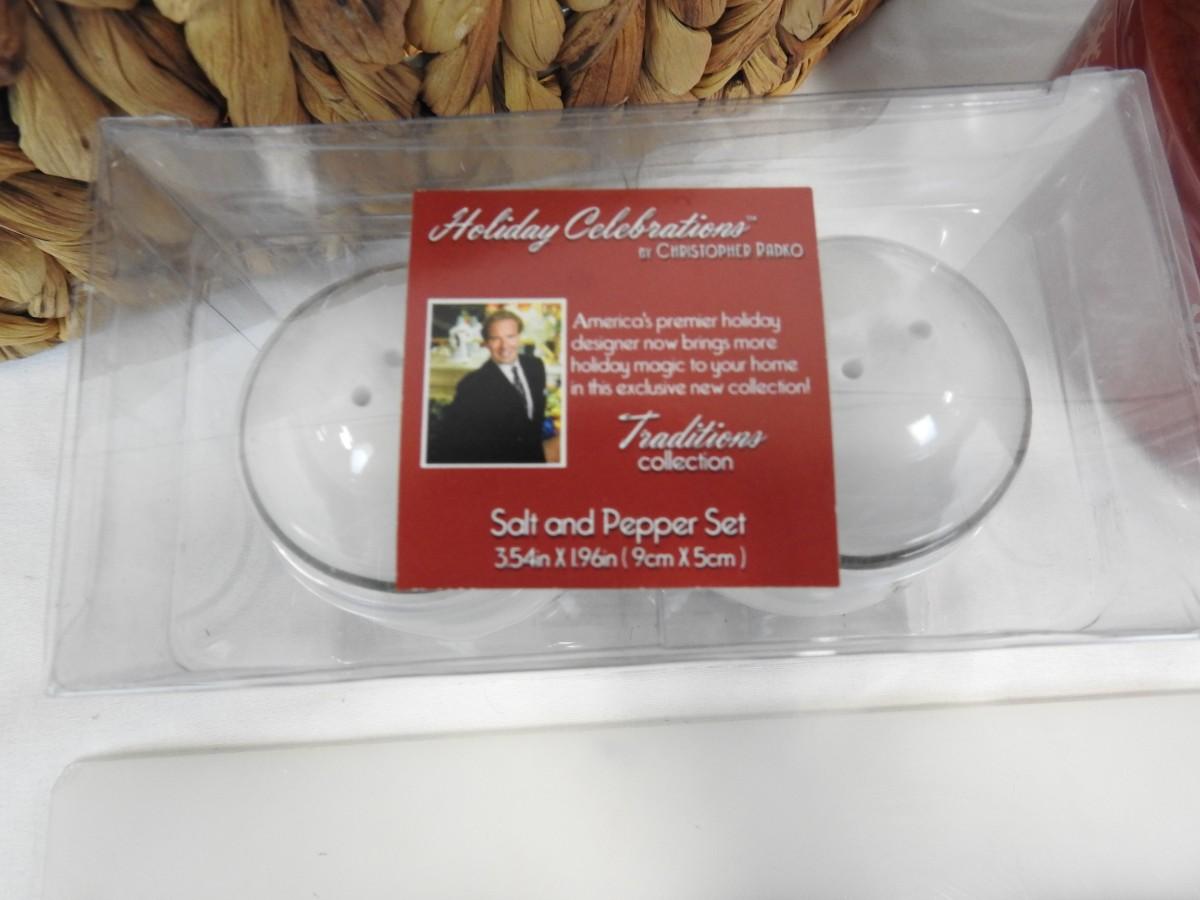 Holiday Celebrations™
BY CHRISTOPHER RADKO
America's premier holiday
designer now brings more
holiday magic to your home
in this exclusive new collection!
Traditions
collection
Salt and Pepper Set
3.54in X 1.96in ( 9cm X 5cm )